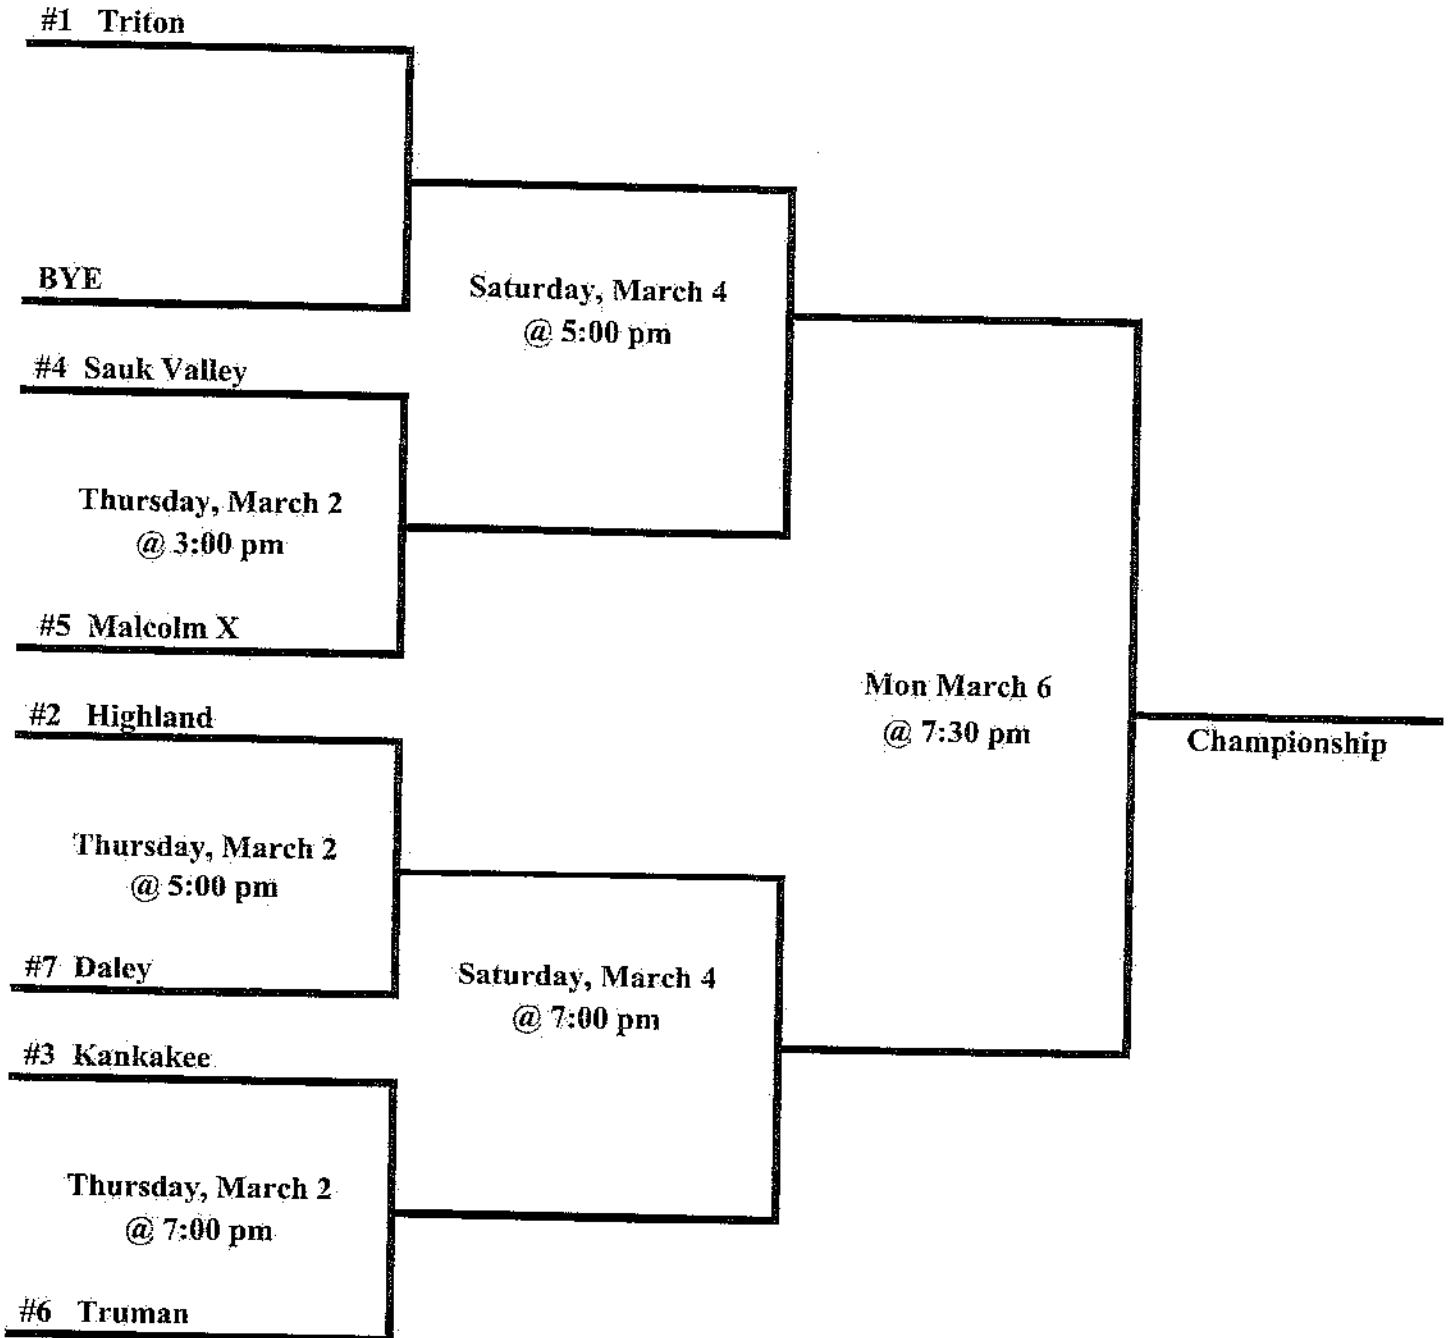 #1 Triton
BYE
Saturday, March 4
@ 5:00 pm
#4 Sauk Valley
Thursday, March 2
@ 3:00 pm
#5 Malcolm X
Mon March 6
@ 7:30 pm
Championship
#2 Highland
Thursday, March 2
@ 5:00 pm
#7 Daley
Saturday, March 4
@ 7:00 pm
#3 Kankakee
Thursday, March 2
@ 7:00 pm
#6 Truman